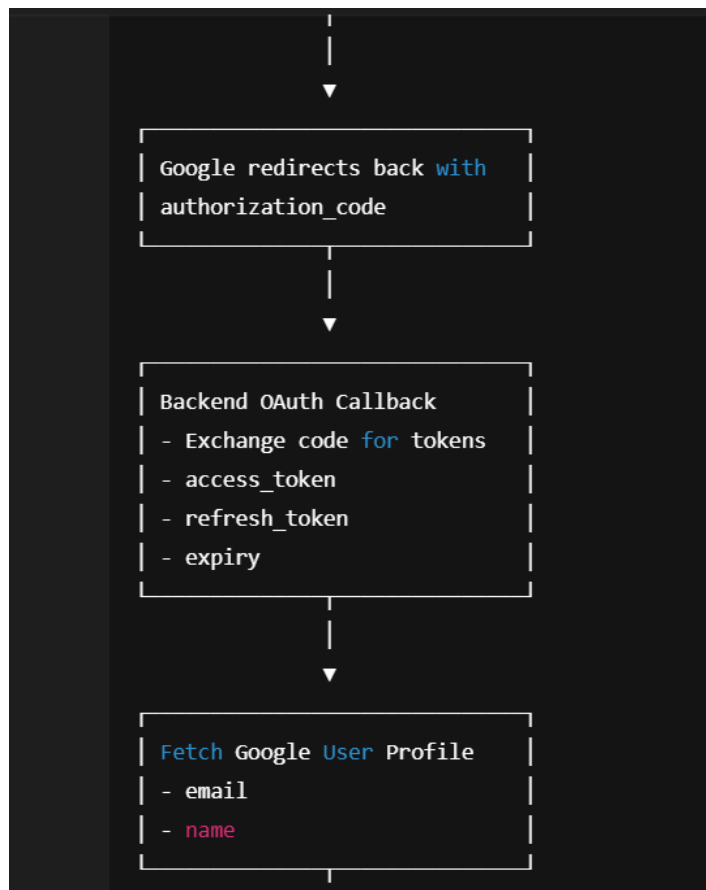 Google redirects back with
authorization_code
Backend OAuth Callback
- Exchange code for tokens
- access_token
- refresh_token
- expiry
Fetch Google User Profile
- email
- name